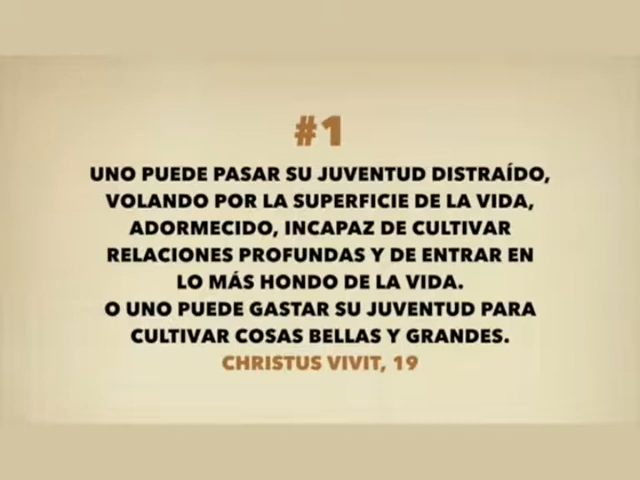 #1
UNO PUEDE PASAR SU JUVENTUD DISTRAÍDO,
VOLANDO POR LA SUPERFICIE DE LA VIDA,
ADORMECIDO, INCAPAZ DE CULTIVAR
RELACIONES PROFUNDAS Y DE ENTRAR EN
LO MÁS HONDO DE LA VIDA.
O UNO PUEDE GASTAR SU JUVENTUD PARA
CULTIVAR COSAS BELLAS Y GRANDES.
CHRISTUS VIVIT, 19